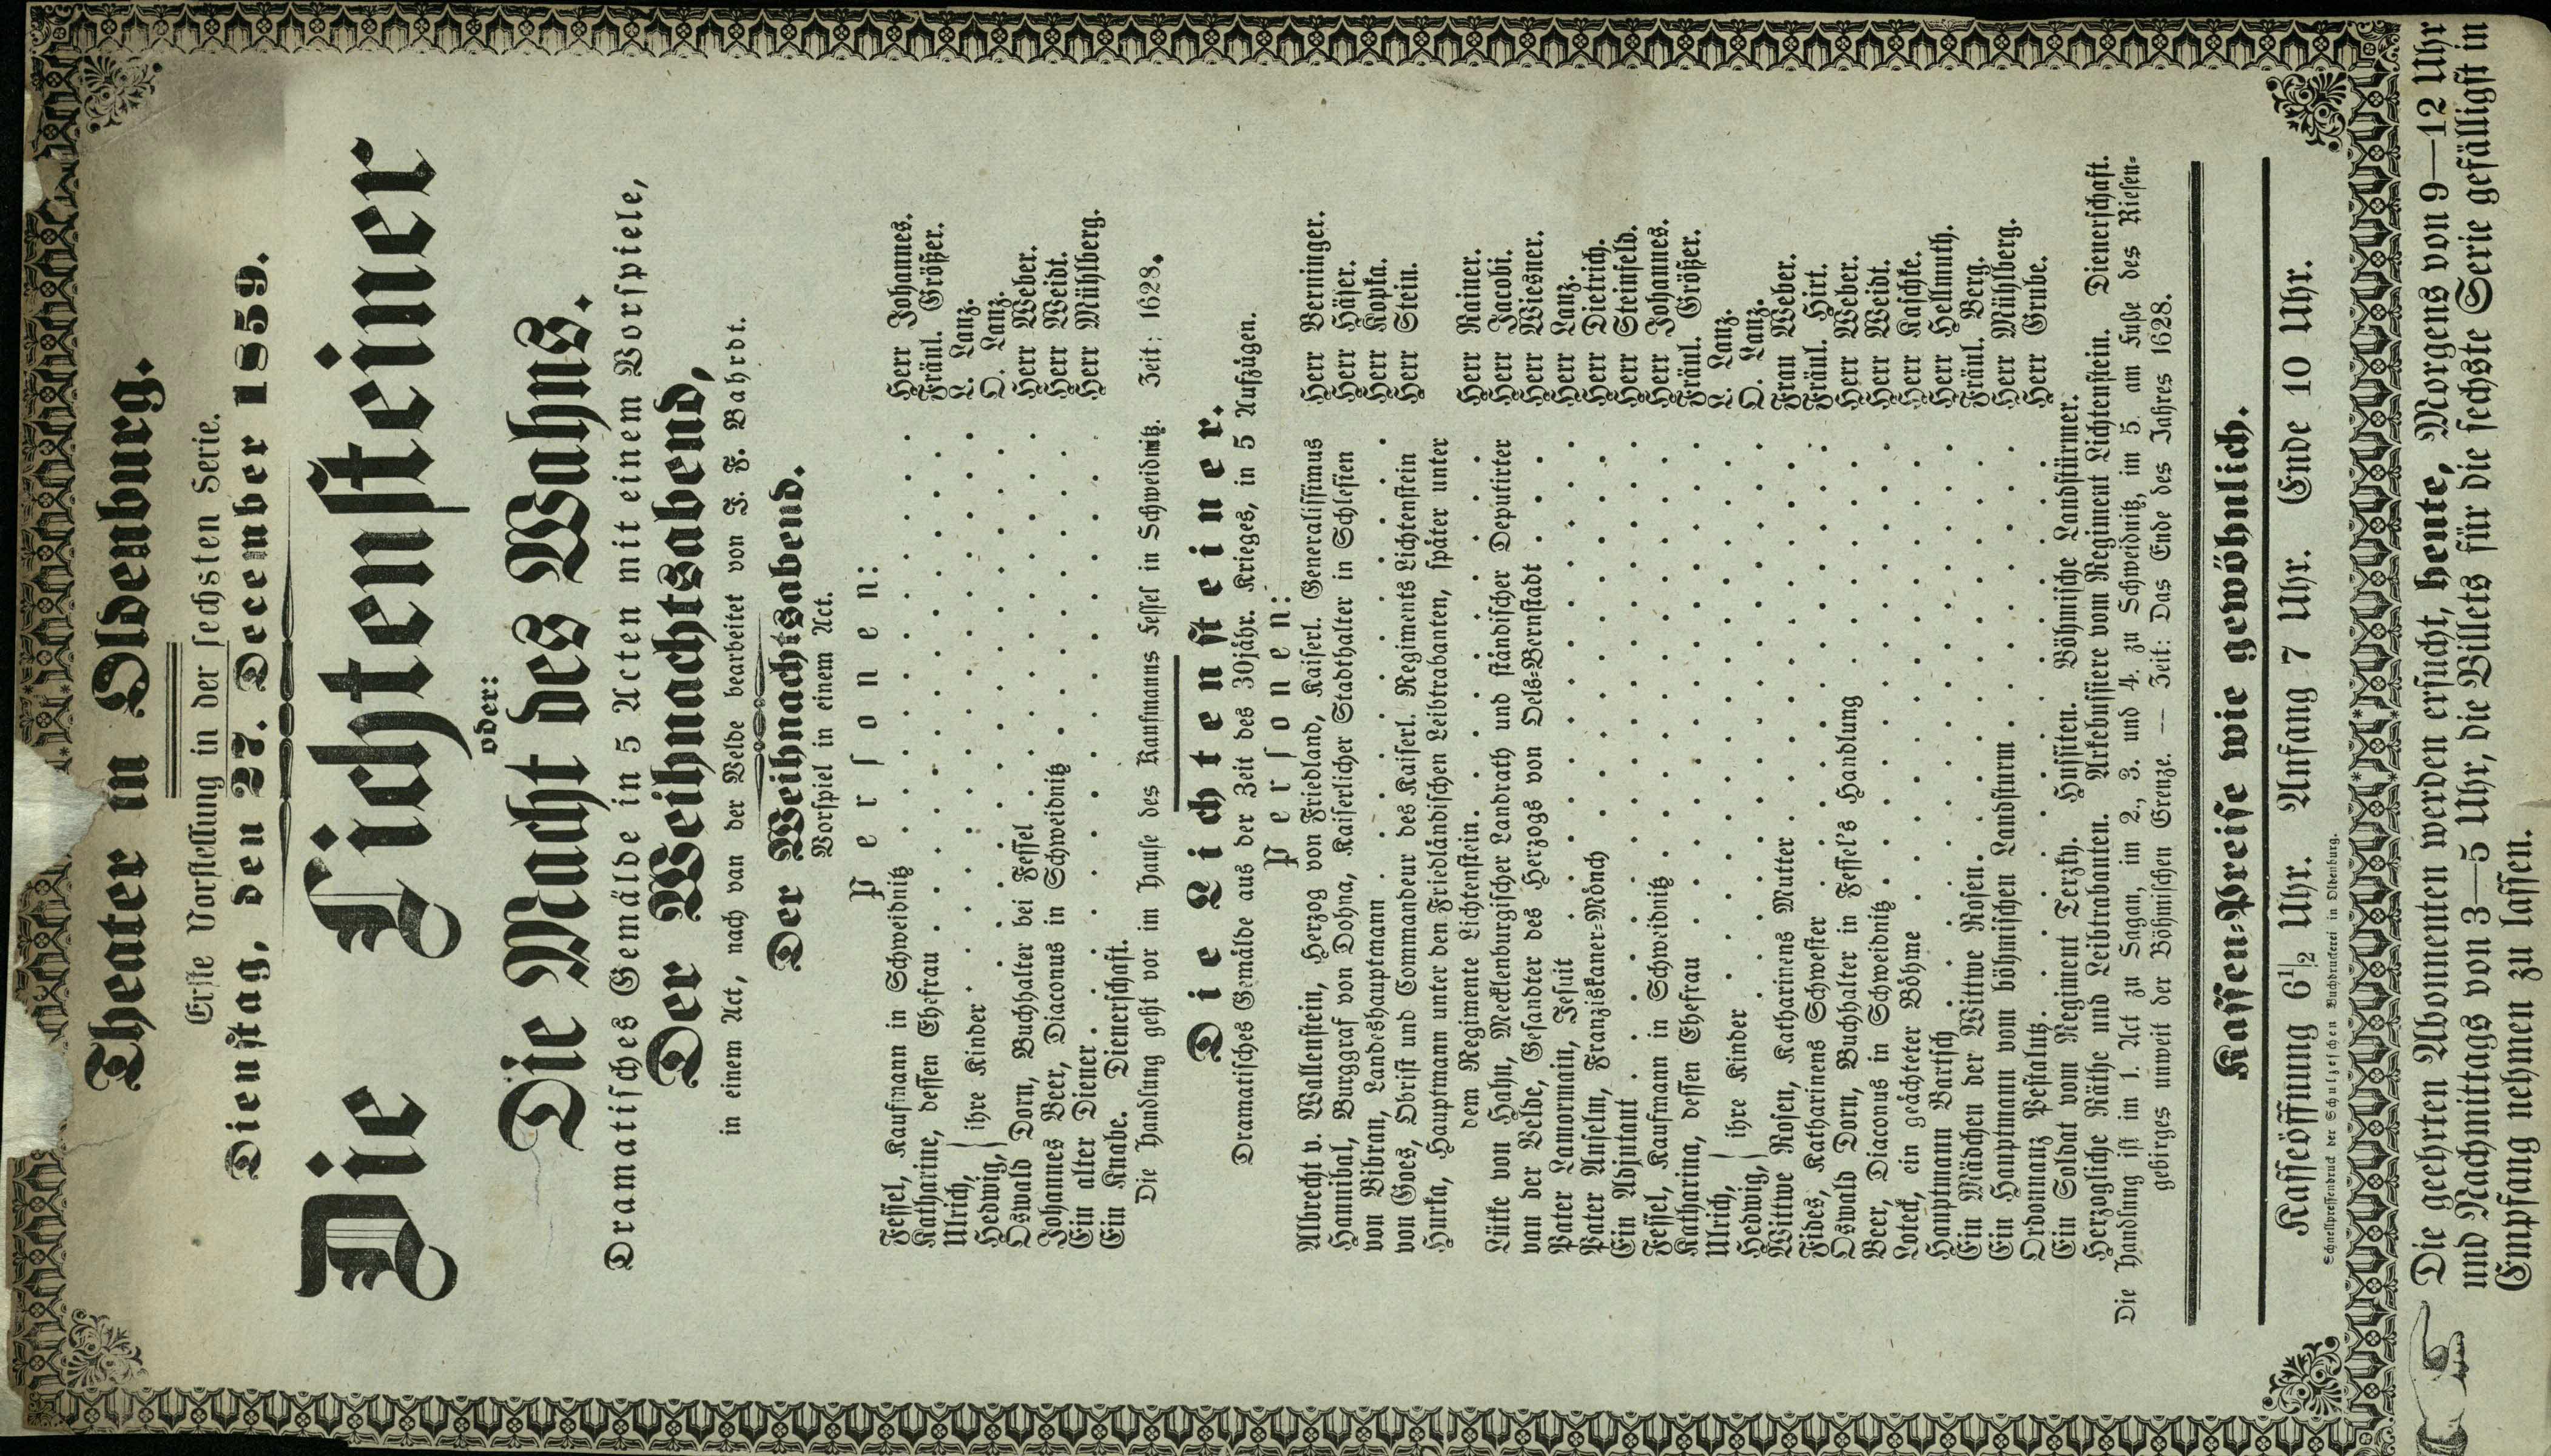 Theater in Oldenburg.
Erste Vorstellung in der sechsten Serie.
Dienstag, den 27. December 1859.
Die Lichtensteiner
oder:
Die Macht des Wahns.
Dramatisches Gemälde in 5 Acten mit einem Vorspiele,
Der Weihnachtsabend,
in einem Act, nach van der Velde bearbeitet von J. F. Bahrdt.
Der Weihnachtsabend.
Vorspiel in einem Act.
Personen:
Fessel, Kaufmann in Schweidnitz . . . . Herr Johannes.
Katharine, dessen Ehefrau . . . . Fräul. Größer.
Ulrich, } ihre Kinder . . . . L. Lanz.
Hedwig, } . . . . O. Lanz.
Oswald Dorn, Buchhalter bei Fessel . . . . Herr Weber.
Johannes Beer, Diaconus in Schweidnitz . . . . Herr Weidt.
Ein alter Diener . . . . Herr Mühlberg.
Ein Knabe. Dienerschaft.
Die Handlung geht vor im Hause des Kaufmanns Fessel in Schweidnitz. Zeit: 1628.
Die Lichtensteiner.
Dramatisches Gemälde aus der Zeit des 30jähr. Krieges, in 5 Aufzügen.
Personen:
Albrecht v. Wallenstein, Herzog von Friedland, Kaiserl. Generalissimus Herr Berninger.
Hannibal, Burggraf von Dohna, Kaiserlicher Stadthalter in Schlesien Herr Häser.
von Bibran, Landeshauptmann . . . . Herr Kopka.
von Goes, Obrist und Commandeur des Kaiserl. Regiments Lichtenstein Herr Stein.
Hurka, Hauptmann unter den Friedländischen Leibtrabanten, später unter
dem Regimente Lichtenstein . . . . Herr Rainer.
Lütke von Hahn, Mecklenburgischer Landrath und ständischer Deputirter Herr Jacobi.
van der Velde, Gesandter des Herzogs von Oels-Bernstadt . . . . Herr Wiesner.
Pater Lamormain, Jesuit . . . . Herr Lanz.
Pater Anselm, Franziskaner-Mönch . . . . Herr Dietrich.
Ein Adjutant . . . . Herr Steinfeld.
Fessel, Kaufmann in Schweidnitz . . . . Herr Johannes.
Katharina, dessen Ehefrau . . . . Fräul. Größer.
Ulrich, } ihre Kinder . . . . L. Lanz.
Hedwig, } . . . . O. Lanz.
Wittwe Rosen, Katharinens Mutter . . . . Frau Weber.
Fides, Katharinens Schwester . . . . Fräul. Hirt.
Oswald Dorn, Buchhalter in Fessel's Handlung . . . . Herr Weber.
Beer, Diaconus in Schweidnitz . . . . Herr Weidt.
Loteck, ein geächteter Böhme . . . . Herr Raschke.
Hauptmann Bartsch . . . . Herr Hellmuth.
Ein Mädchen der Wittwe Rosen . . . . Fräul. Berg.
Ein Hauptmann vom böhmischen Landsturm . . . . Herr Mühlberg.
Ordonnanz Pestalutz . . . . Herr Grube.
Ein Soldat vom Regiment Terzky. Hussiten. Böhmische Landstürmer.
Herzogliche Räthe und Leibtrabanten. Arkebusiere vom Regiment Lichtenstein. Dienerschaft.
Die Handlung ist im 1. Act zu Sagan, im 2., 3. und 4. zu Schweidnitz, im 5. am Fuße des Riesen-
gebirges unweit der Böhmischen Grenze. — Zeit: Das Ende des Jahres 1628.
Kassen-Preise wie gewöhnlich.
Kasseöffnung 6½ Uhr. Anfang 7 Uhr. Ende 10 Uhr.
Schnellpressendruck der Schulzeschen Buchdruckerei in Oldenburg.
Die geehrten Abonnenten werden ersucht, heute, Morgens von 9—12 Uhr
und Nachmittags von 3—5 Uhr, die Billets für die sechste Serie gefälligst in
Empfang nehmen zu lassen.